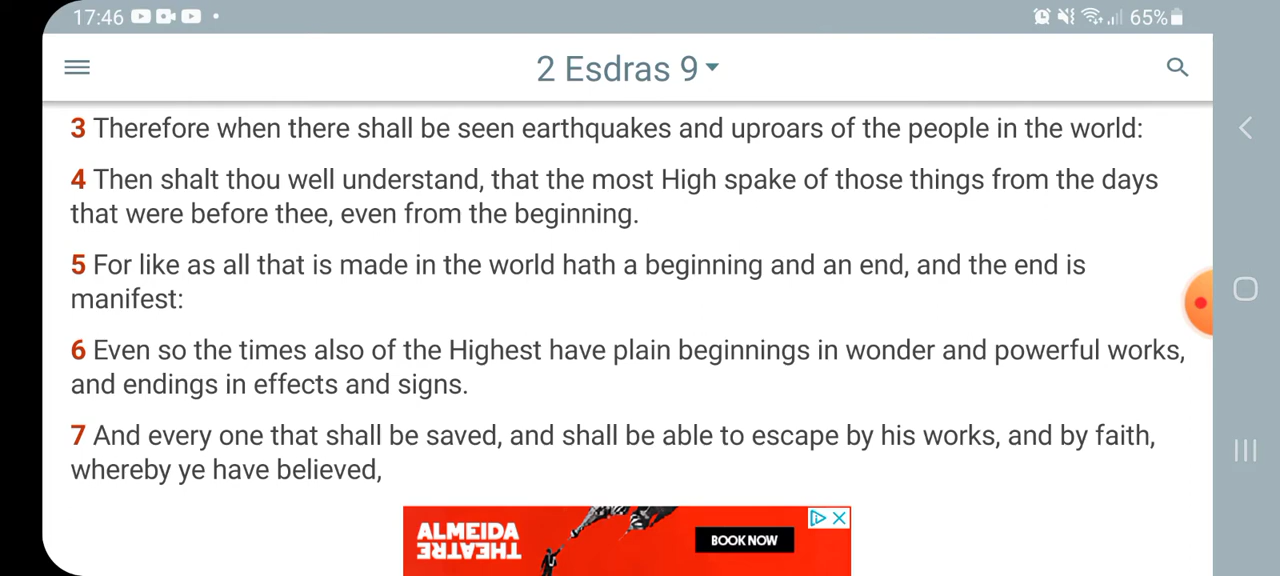 17:46
65%
2 Esdras 9
3 Therefore when there shall be seen earthquakes and uproars of the people in the world:
4 Then shalt thou well understand, that the most High spake of those things from the days
that were before thee, even from the beginning.
5 For like as all that is made in the world hath a beginning and an end, and the end is
manifest:
6 Even so the times also of the Highest have plain beginnings in wonder and powerful works,
and endings in effects and signs.
7 And every one that shall be saved, and shall be able to escape by his works, and by faith,
whereby ye have believed,
ALMEIDA
THEATRE
BOOK NOW